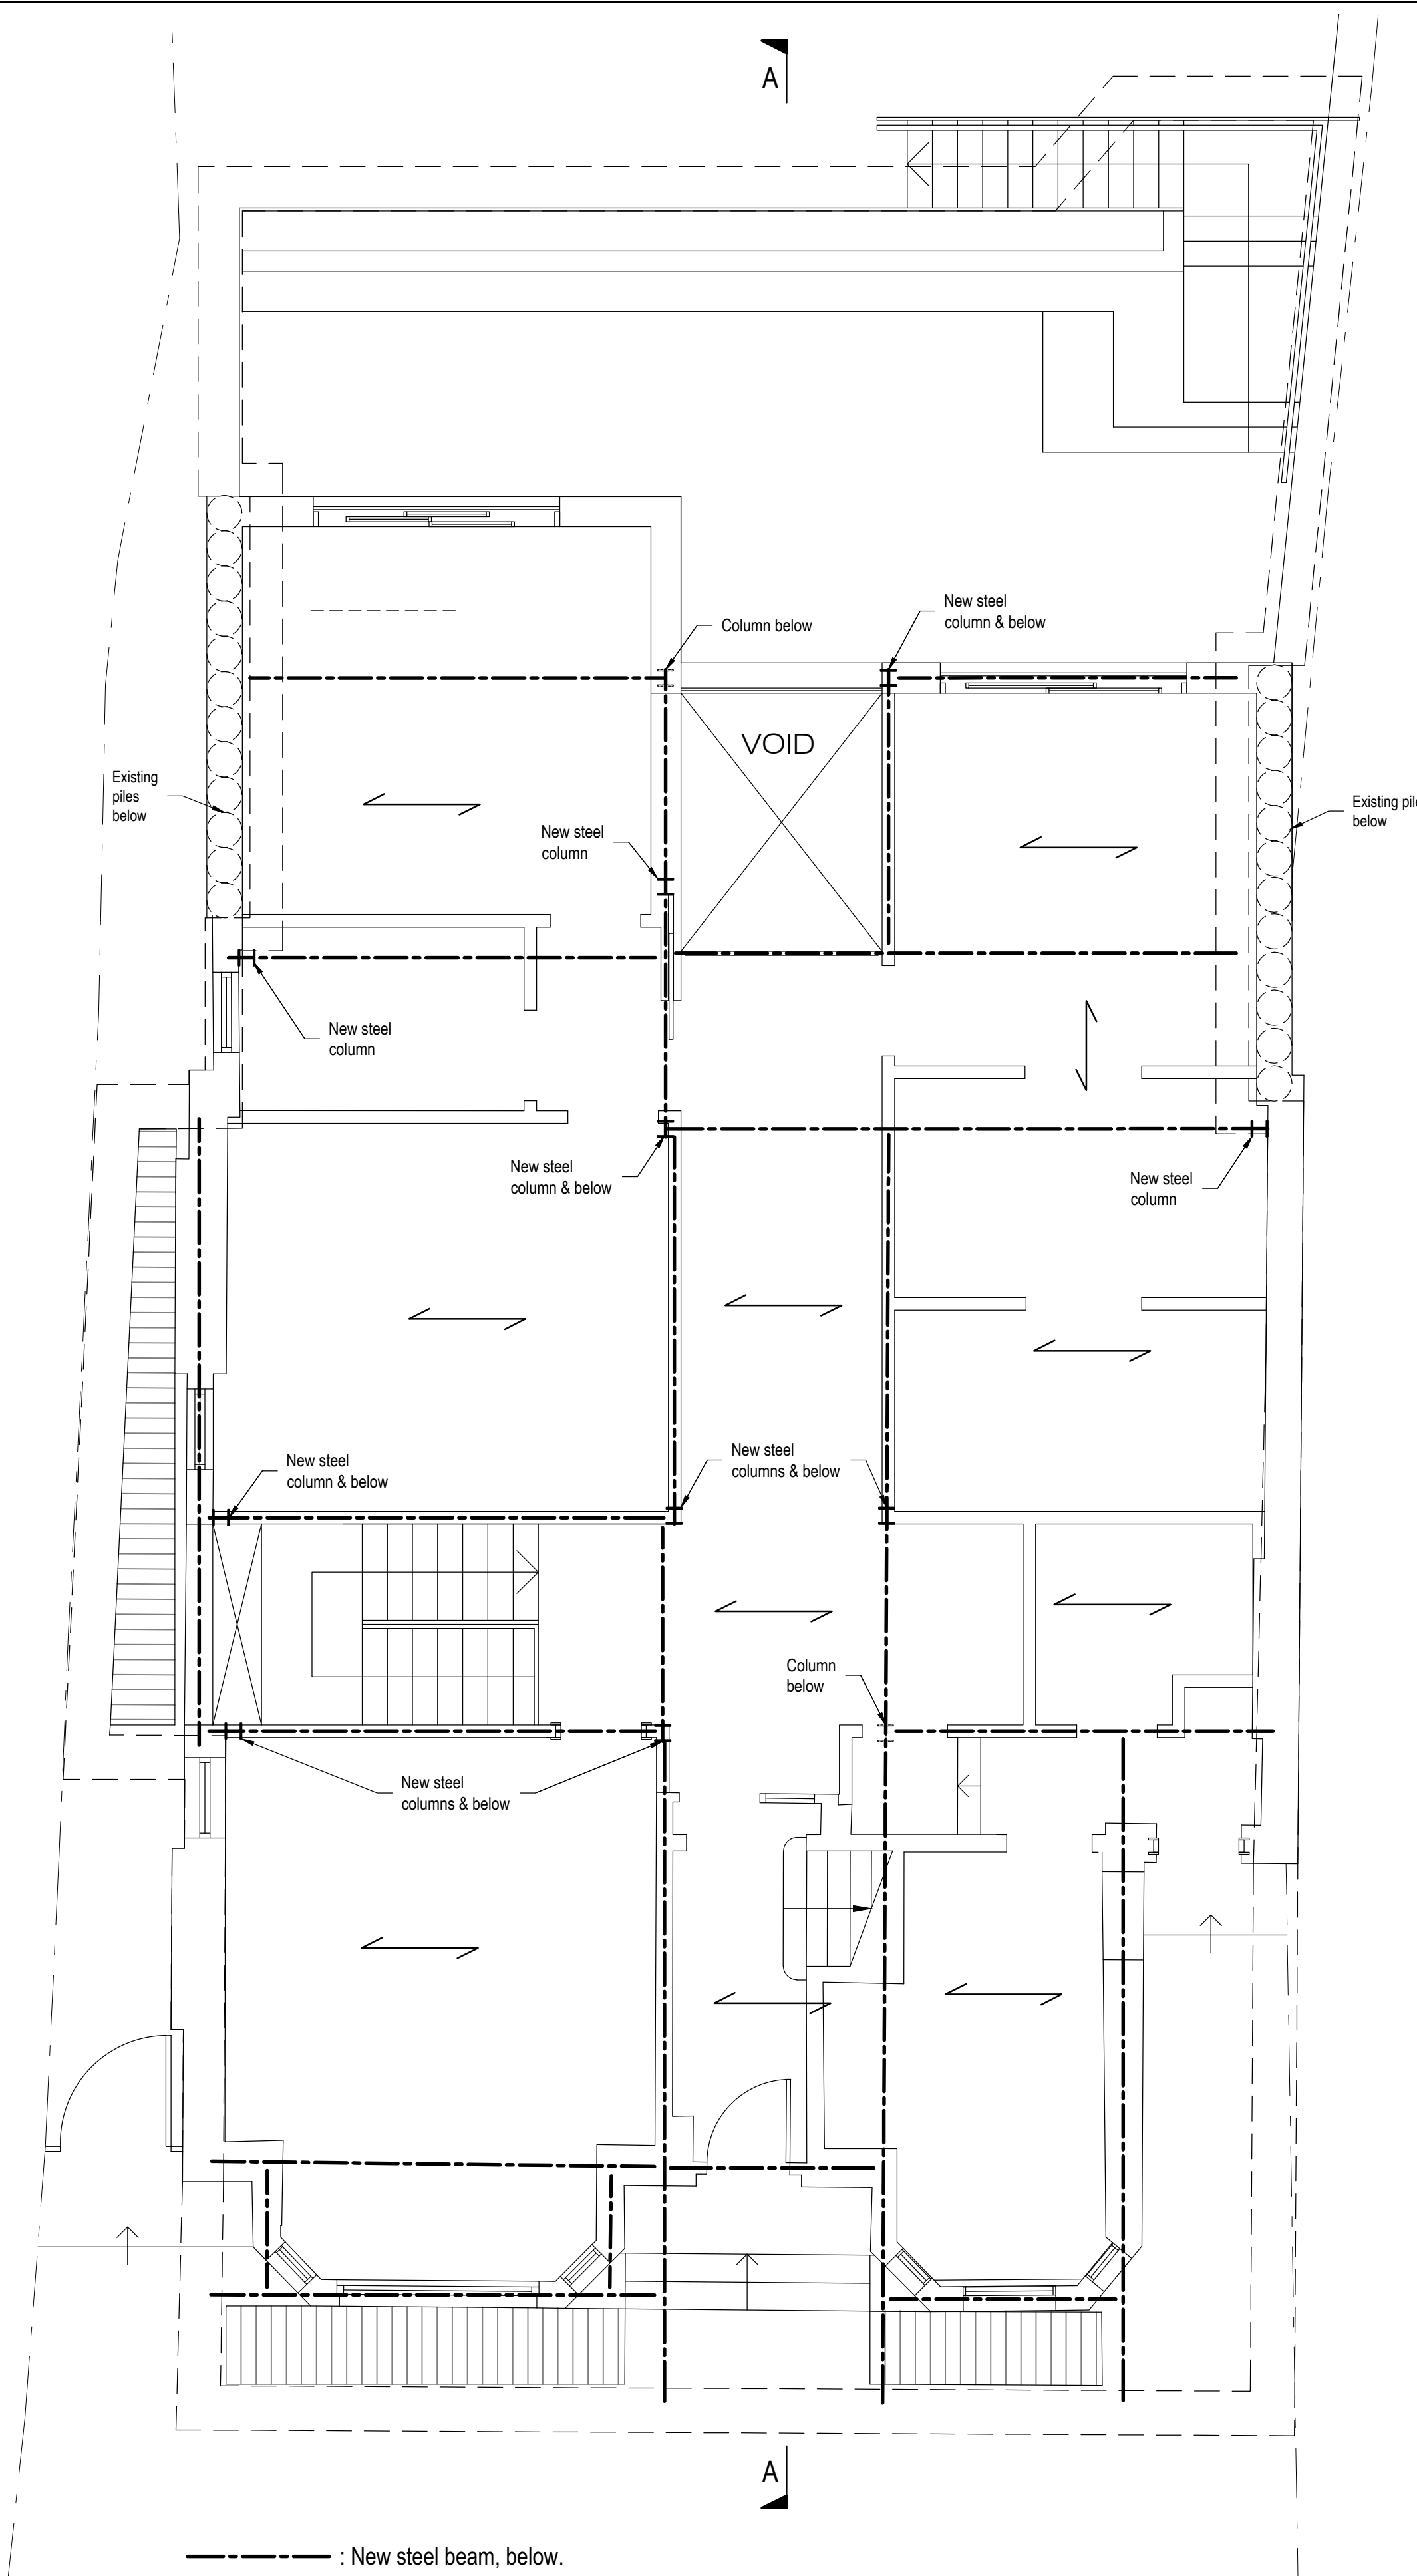 A
New steel
column & below
Column below
VOID
Existing
piles
below
Existing
below
New steel
column
New steel
column
New steel
column & below
New steel
column
New steel
column & below
New steel
columns & below
Column
below
New steel
columns & below
A
: New steel beam, below.